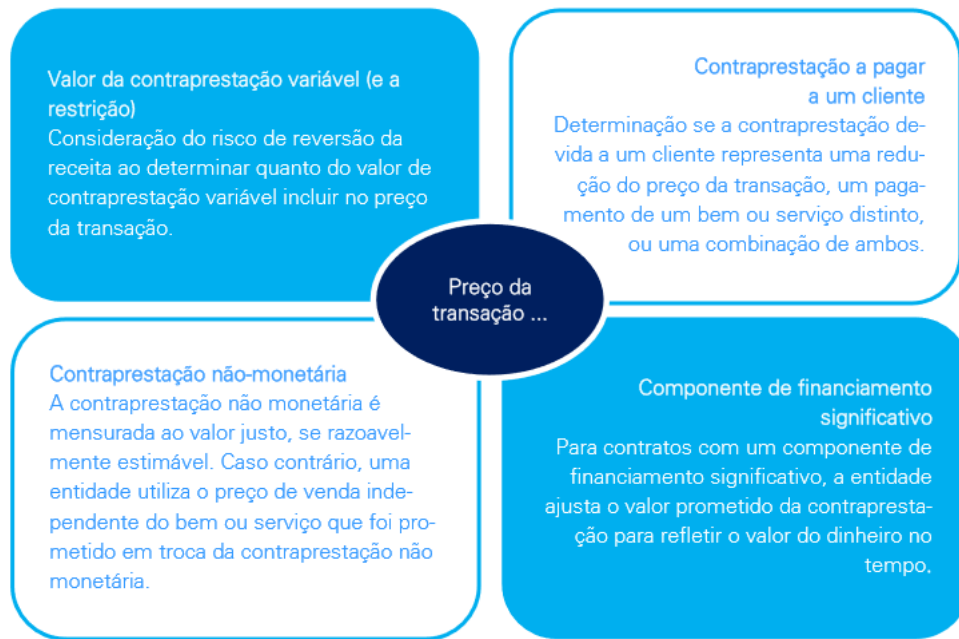 Valor da contraprestação variável (e a
restrição)
Consideração do risco de reversão da
receita ao determinar quanto do valor de
contraprestação variável incluir no preço
da transação.
Contraprestação a pagar
a um cliente
Determinação se a contraprestação de-
vida a um cliente representa uma redu-
ção do preço da transação, um paga-
mento de um bem ou serviço distinto,
ou uma combinação de ambos.
Preço da
transação ...
Contraprestação não-monetária
A contraprestação não monetária é
mensurada ao valor justo, se razoavel-
mente estimável. Caso contrário, uma
entidade utiliza o preço de venda inde-
pendente do bem ou serviço que foi pro-
metido em troca da contraprestação não
monetária.
Componente de financiamento
significativo
Para contratos com um componente de
financiamento significativo, a entidade
ajusta o valor prometido da contrapresta-
ção para refletir o valor do dinheiro no
tempo.